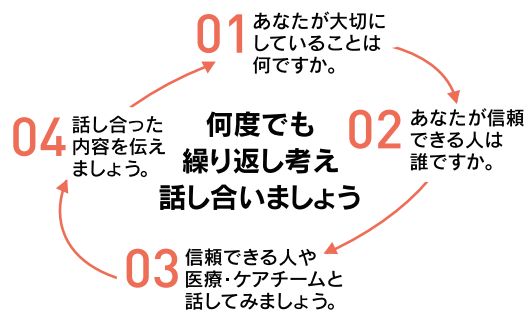 01
あなたが大切に
していることは
何ですか。
02
あなたが信頼
できる人は
誰ですか。
03
信頼できる人や
医療・ケアチームと
話してみましょう。
04
話し合った
内容を伝え
ましょう。
何度でも
繰り返し考え
話し合いましょう